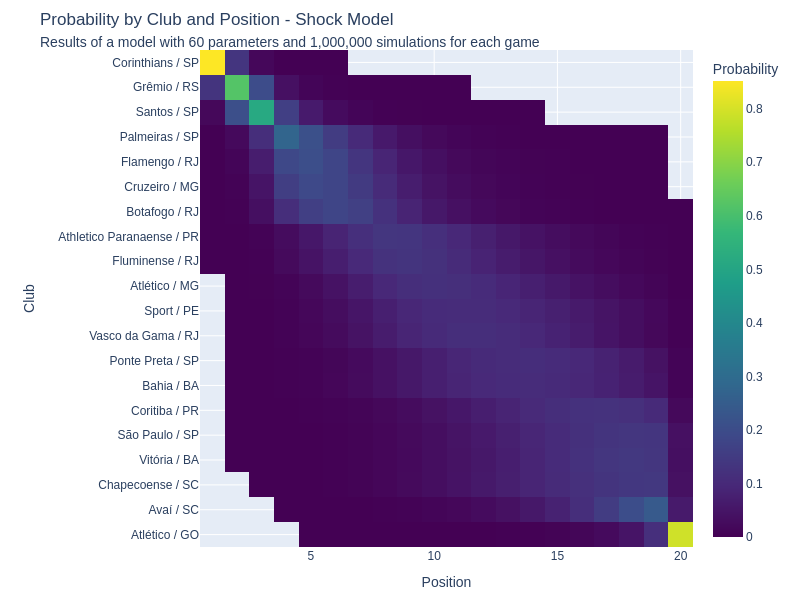 Probability by Club and Position - Shock Model
Results of a model with 60 parameters and 1,000,000 simulations for each game
Corinthians / SP
Grêmio / RS
Santos / SP
Palmeiras / SP
Flamengo / RJ
Cruzeiro / MG
Botafogo / RJ
Athletico Paranaense / PR
Fluminense / RJ
Atlético / MG
Sport / PE
Vasco da Gama / RJ
Ponte Preta / SP
Bahia / BA
Coritiba / PR
São Paulo / SP
Vitória / BA
Chapecoense / SC
Avaí / SC
Atlético / GO
Club
5
10
15
20
Position
Probability
0.8
0.7
0.6
0.5
0.4
0.3
0.2
0.1
0